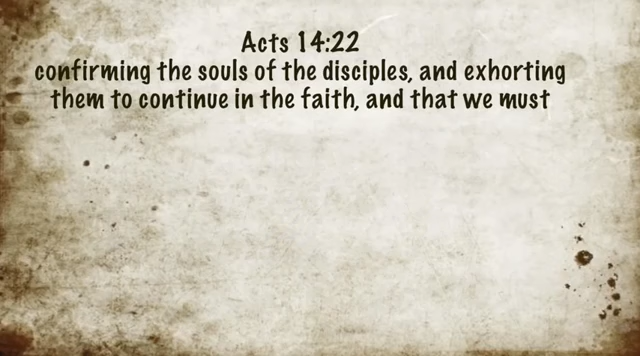 Acts 14:22
confirming the souls of the disciples, and exhorting
them to continue in the faith, and that we must